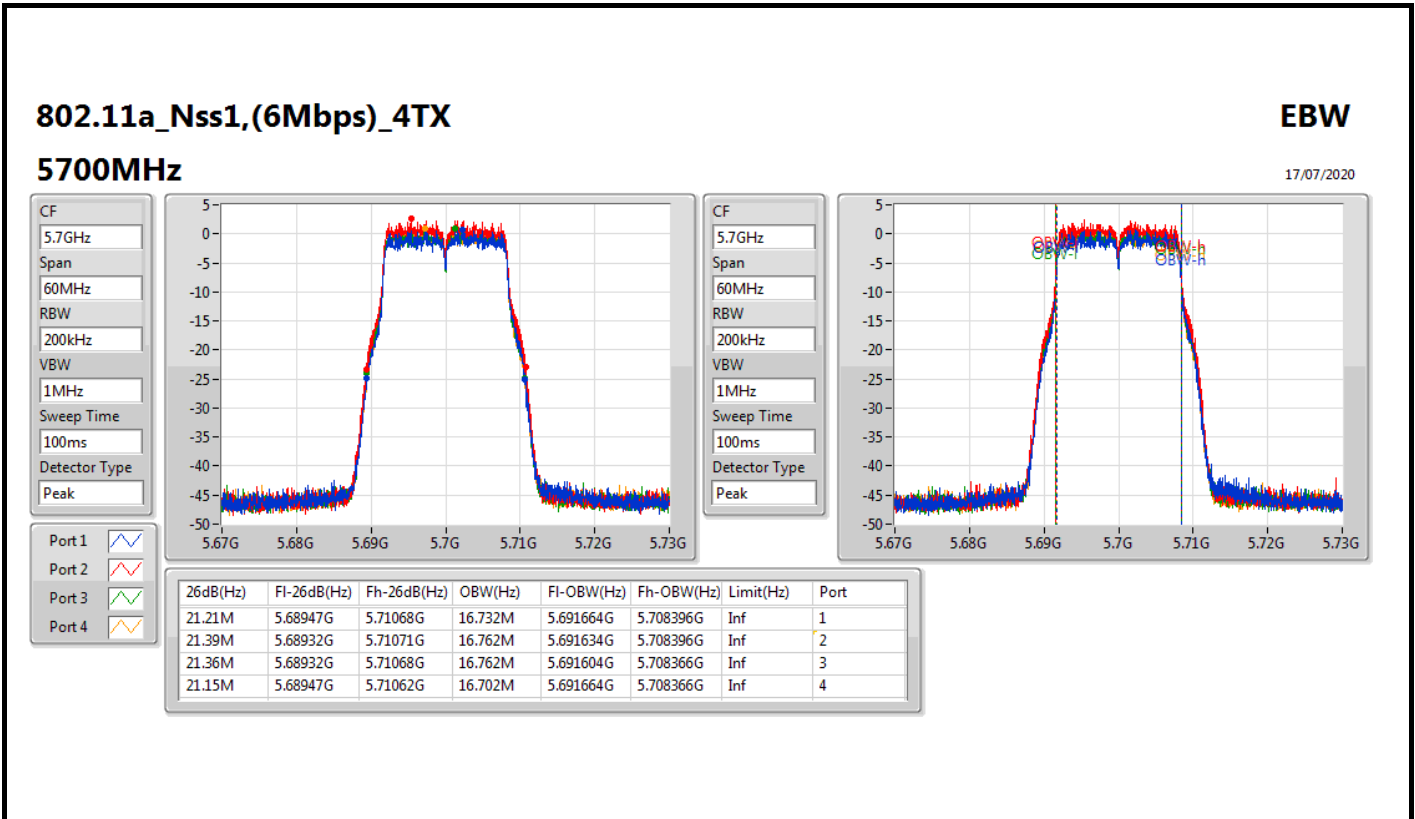 802.11a_Nss1,(6Mbps)_4TX
EBW
5700MHz
17/07/2020
CF
5.7GHz
Span
60MHz
RBW
200kHz
VBW
1MHz
Sweep Time
100ms
Detector Type
Peak
5
0
-5
-10
-15
-20
-25
-30
-35
-40
-45
-50
5.67G 5.68G 5.69G 5.7G 5.71G 5.72G 5.73G
CF
5.7GHz
Span
60MHz
RBW
200kHz
VBW
1MHz
Sweep Time
100ms
Detector Type
Peak
5
0
-5
-10
-15
-20
-25
-30
-35
-40
-45
-50
OBW-l
OBW-h
OBW-h
5.67G 5.68G 5.69G 5.7G 5.71G 5.72G 5.73G
Port 1
Port 2
Port 3
Port 4
26dB(Hz) Fl-26dB(Hz) Fh-26dB(Hz) OBW(Hz) Fl-OBW(Hz) Fh-OBW(Hz) Limit(Hz) Port
21.21M 5.68947G 5.71068G 16.732M 5.691664G 5.708396G Inf 1
21.39M 5.68932G 5.71071G 16.762M 5.691634G 5.708396G Inf 2
21.36M 5.68932G 5.71068G 16.762M 5.691604G 5.708366G Inf 3
21.15M 5.68947G 5.71062G 16.702M 5.691664G 5.708366G Inf 4